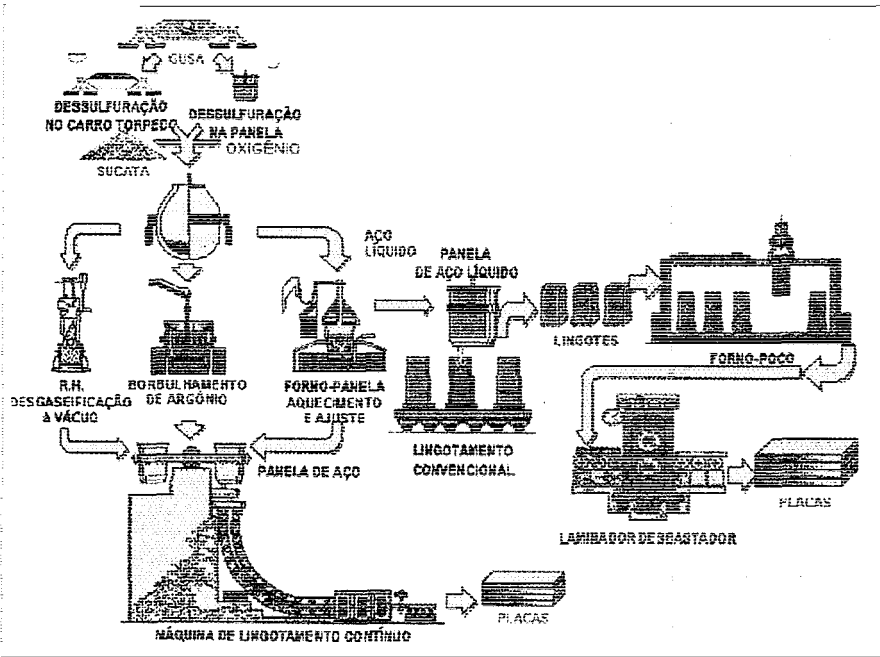 GUSA
DESSULFURAÇÃO
NO CARRO TORPEDO
DESSULFURAÇÃO
NA PANELA
OXIGÊNIO
SUCATA
AÇO
LÍQUIDO
PANELA
DE AÇO LÍQUIDO
LINGOTES
FORNO-POÇO
R.H.
DESGASEIFICAÇÃO
A VÁCUO
BORBULHAMENTO
DE ARGÔNIO
FORNO-PANELA
AQUECIMENTO
E AJUSTE
LINGOTAMENTO
CONVENCIONAL
PANELA DE AÇO
PLACAS
LAMINADOR DESBASTADOR
PLACAS
MÁQUINA DE LINGOTAMENTO CONTÍNUO